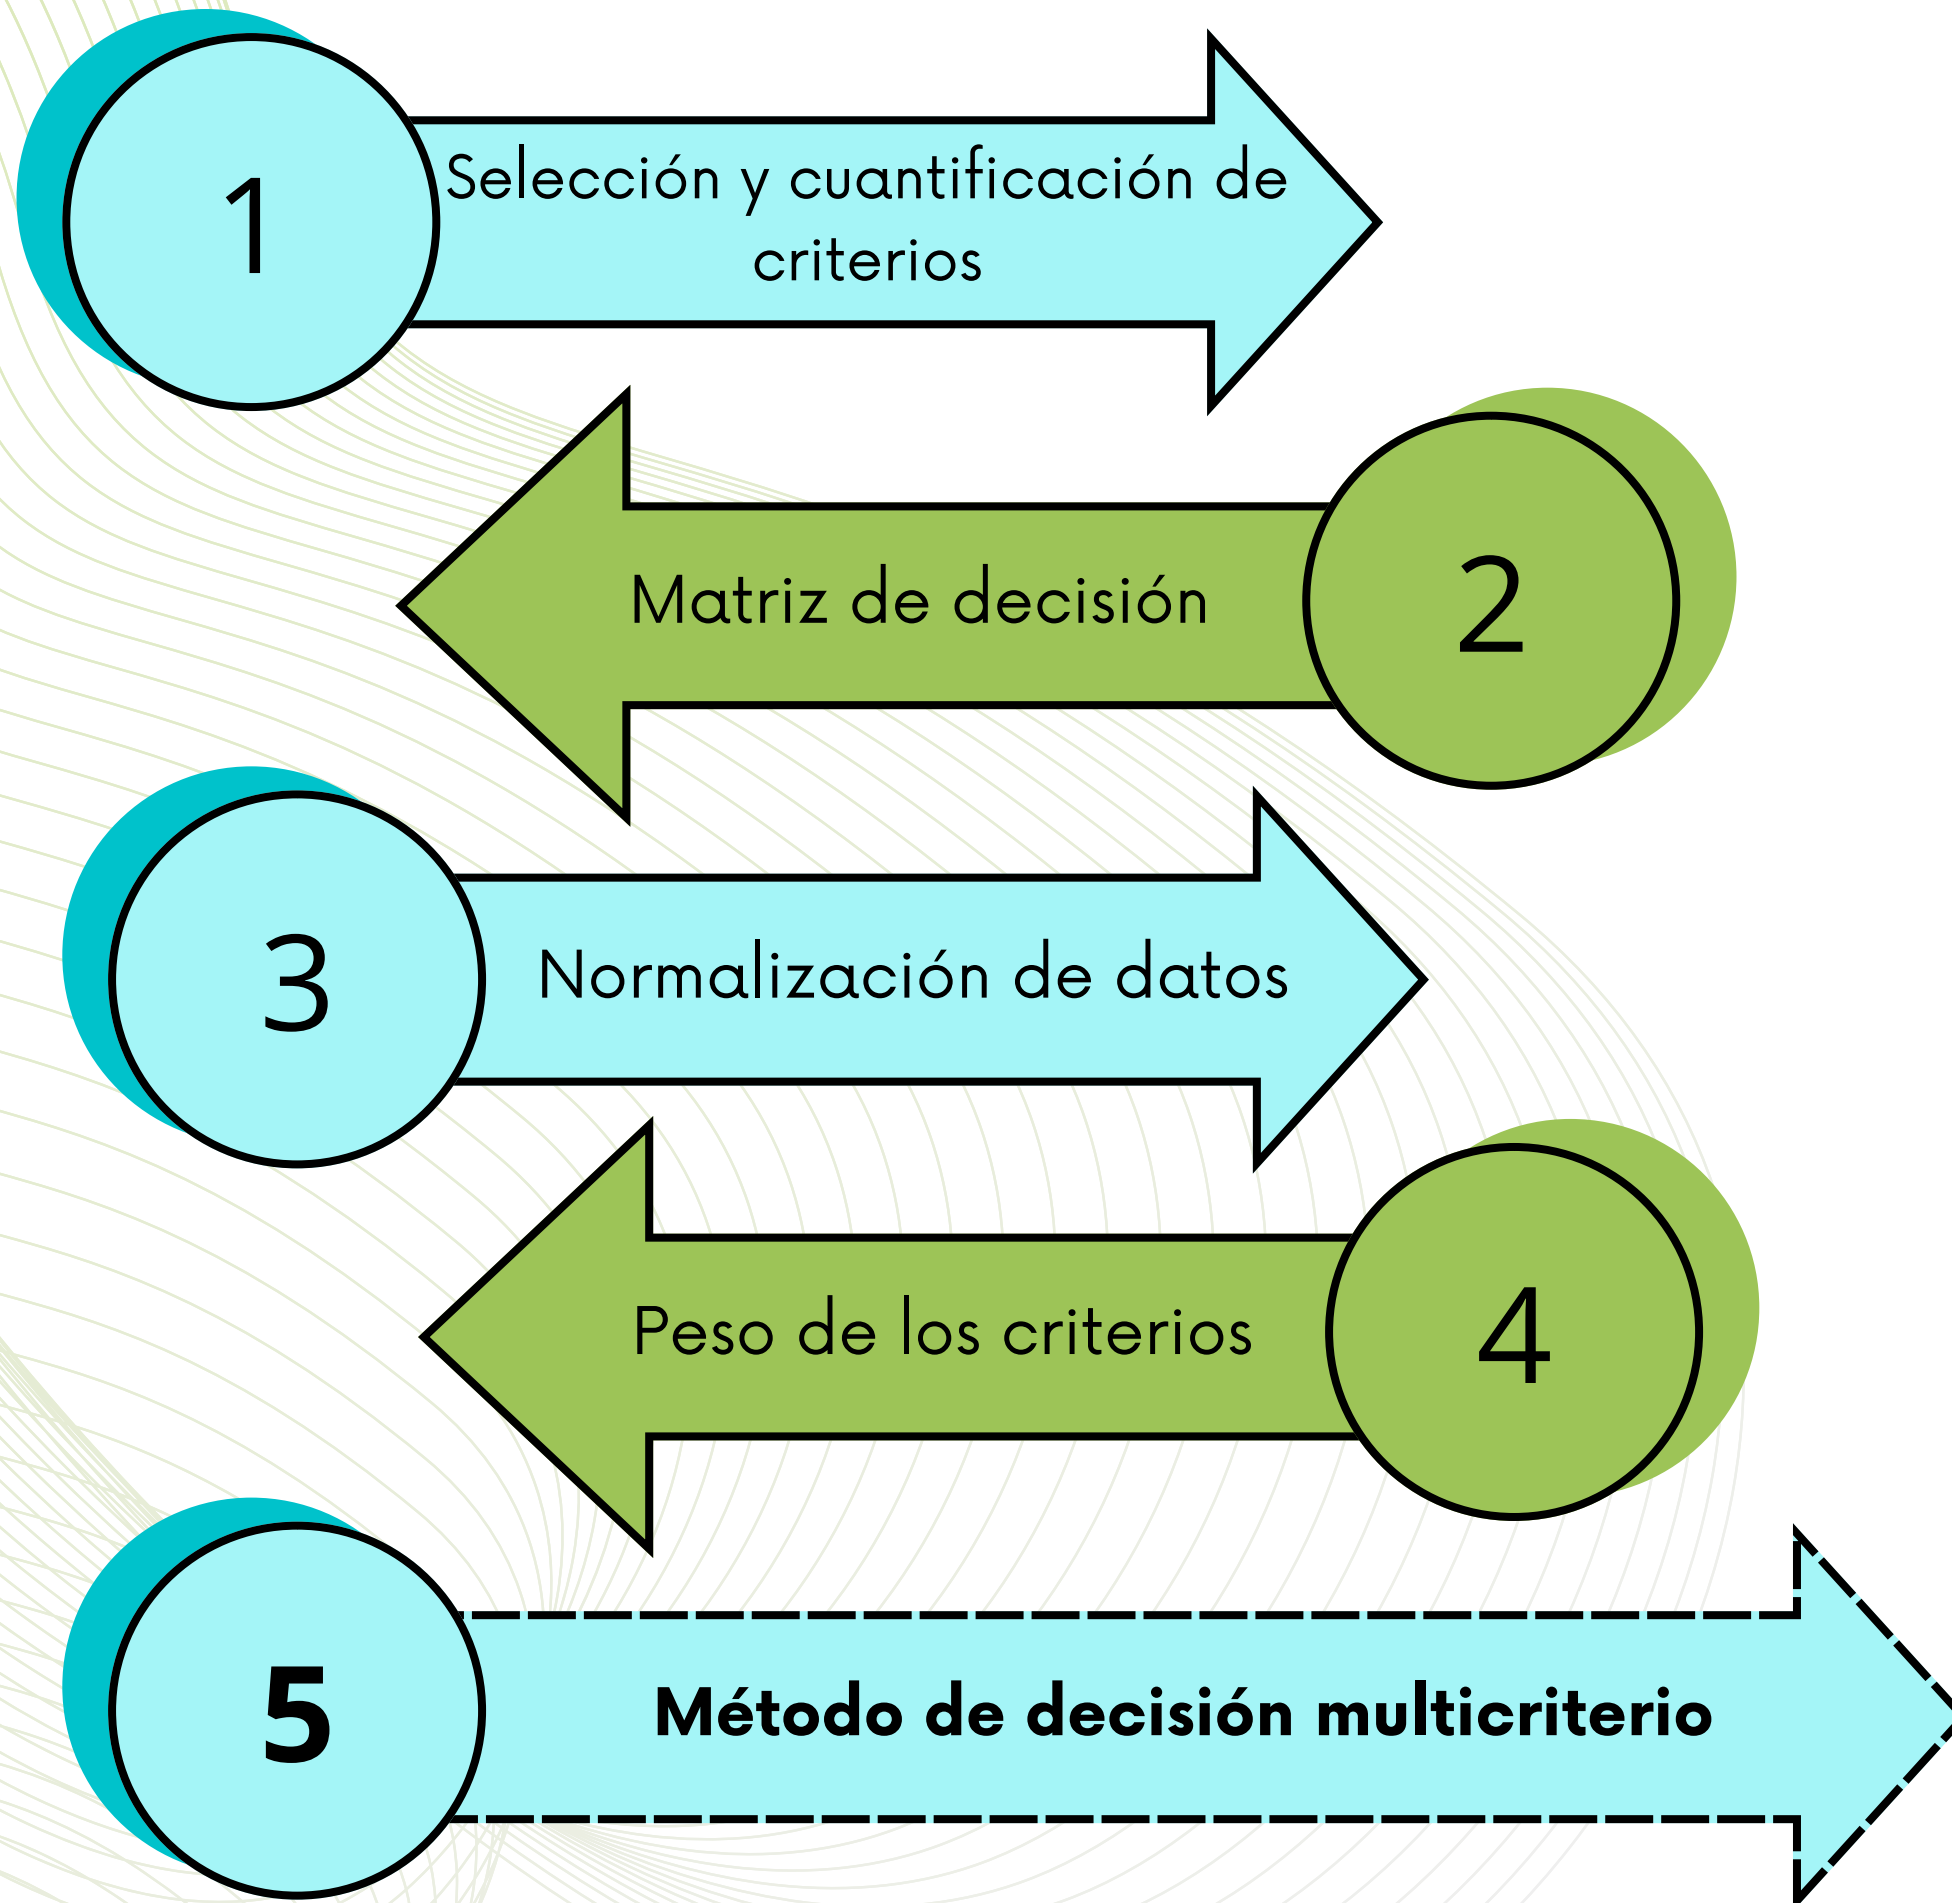 1
Selección y cuantificación de
criterios
Matriz de decisión
2
3
Normalización de datos
Peso de los criterios
4
5
Método de decisión multicriterio